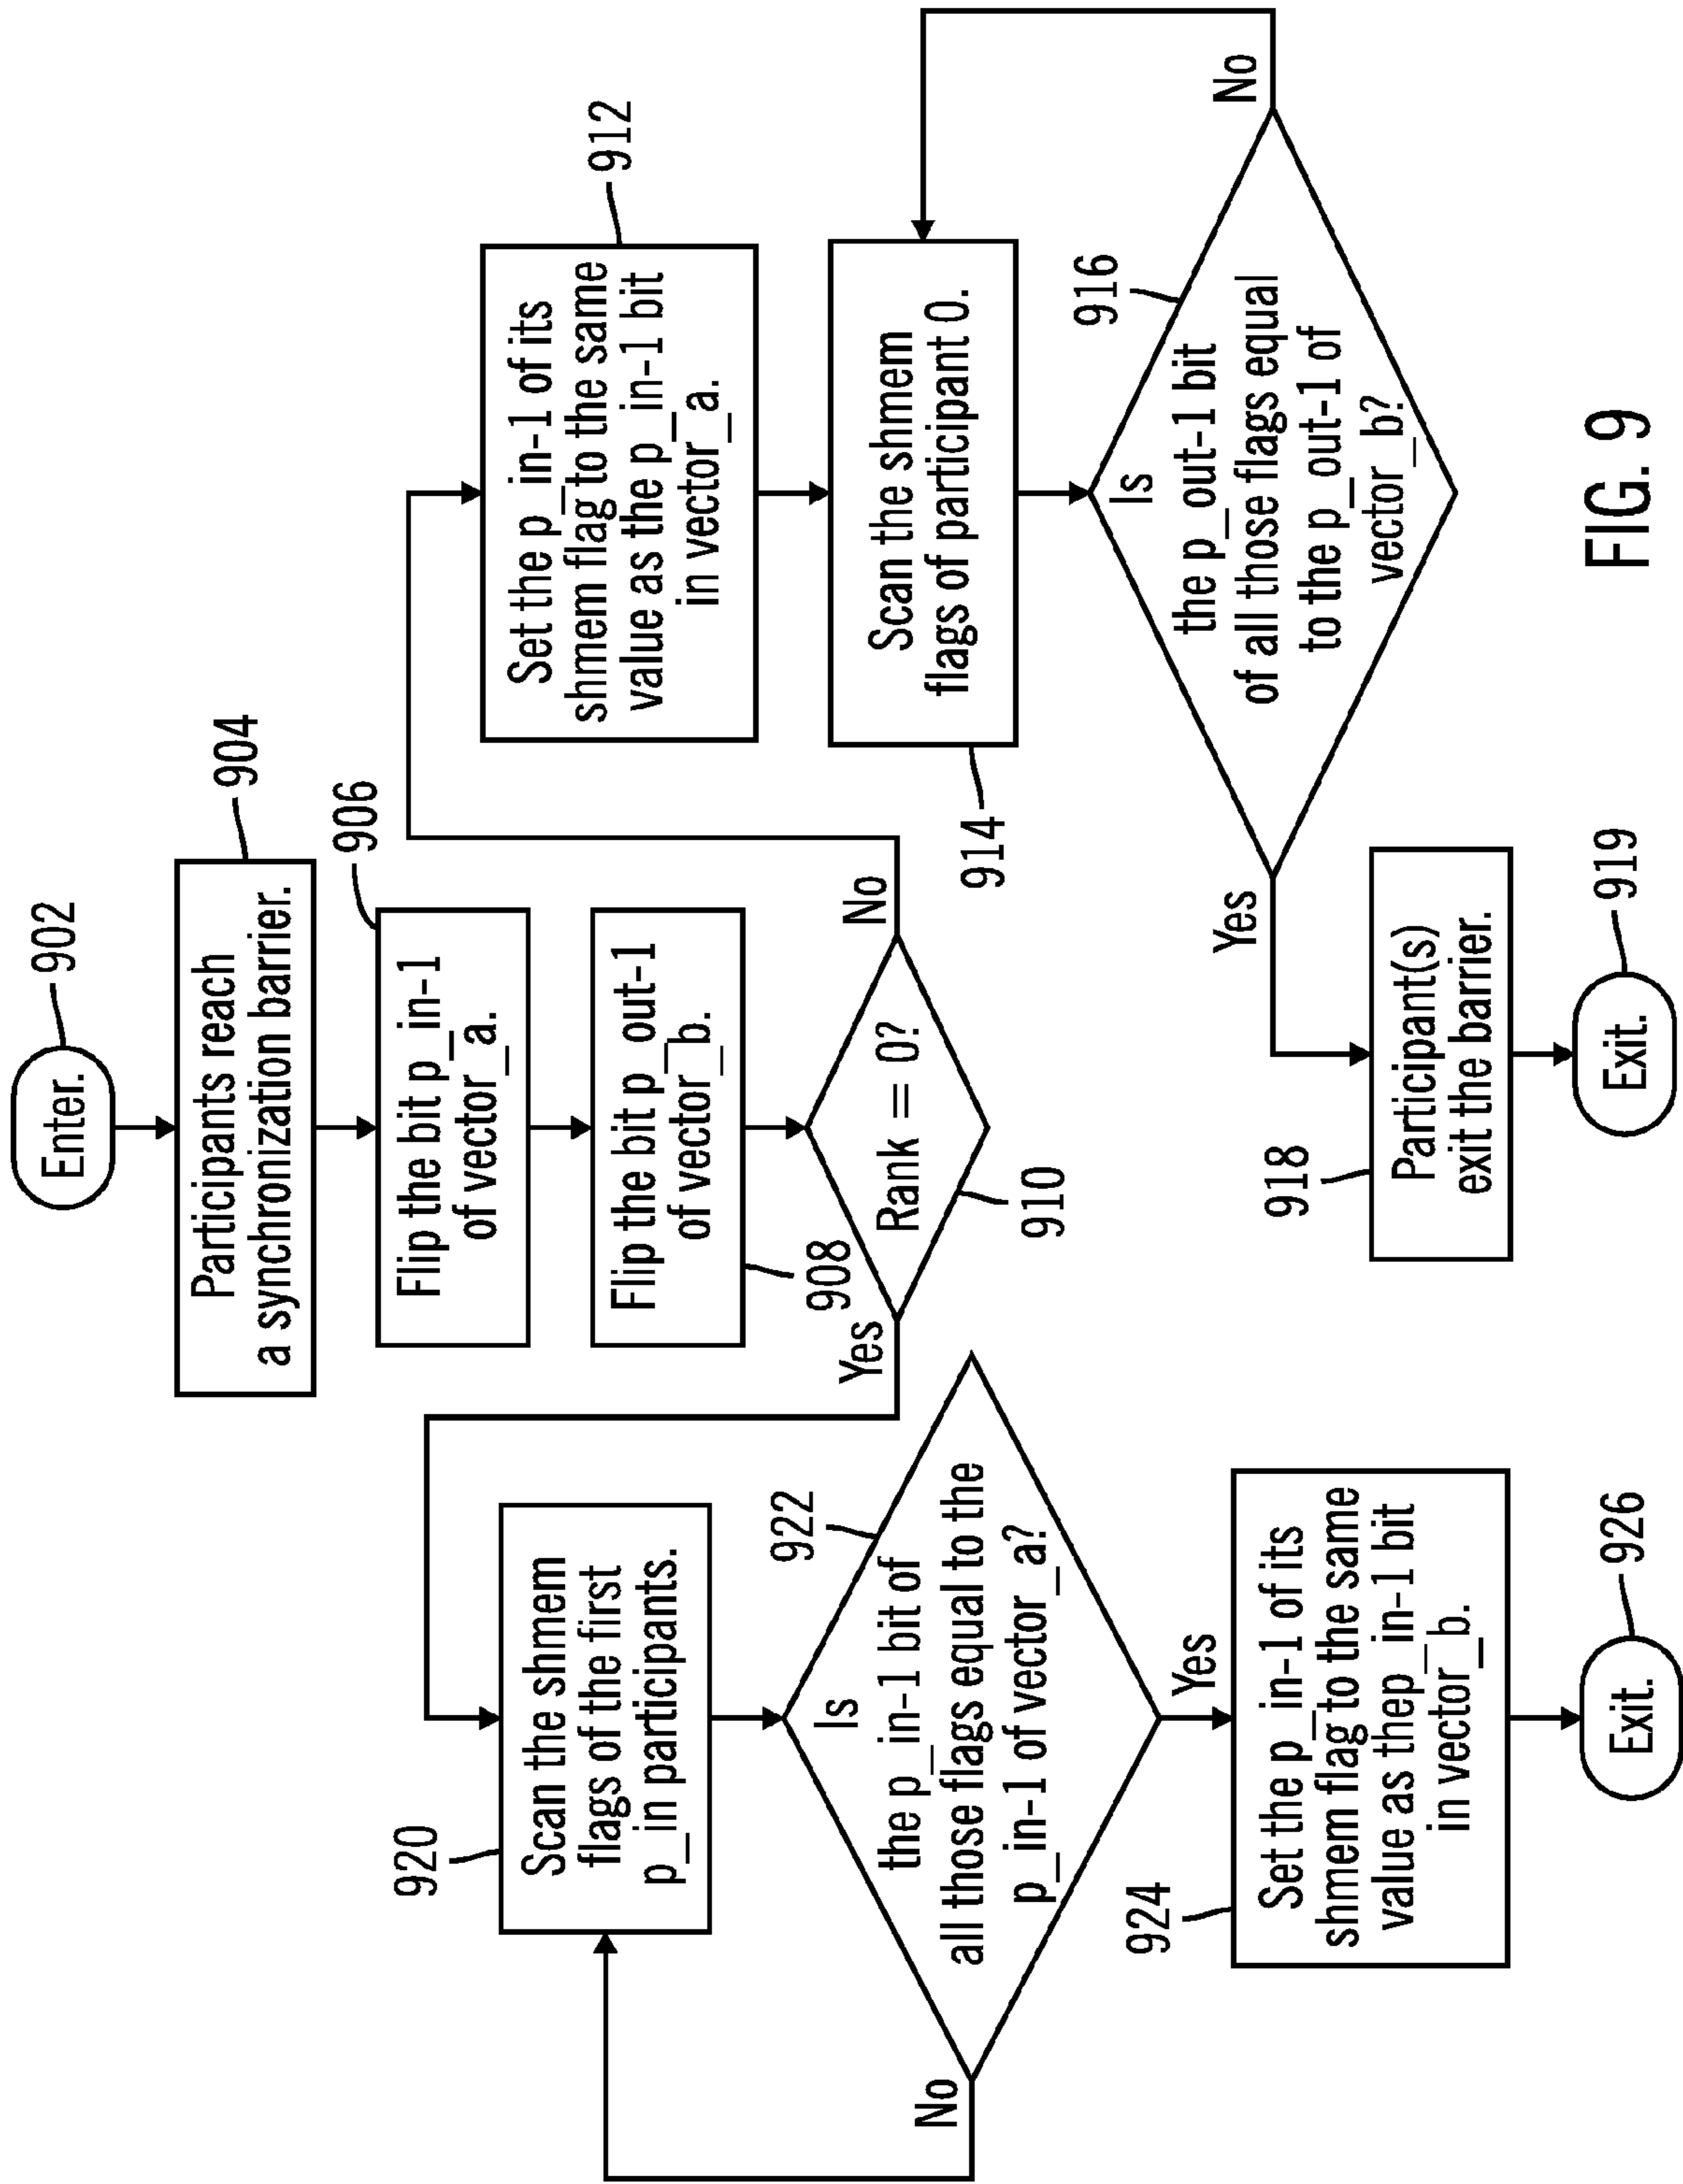 Enter.
902
Participants reach
a synchronization barrier.
904
Flip the bit p_in-1
of vector_a.
906
Flip the bit p_out-1
of vector_b.
908
Rank = 0?
910
Yes
No
Set the p_in-1 of its
shmem flag to the same
value as the p_in-1 bit
in vector_a.
912
Scan the shmem
flags of participant 0.
914
Is
the p_out-1 bit
of all those flags equal
to the p_out-1 of
vector_b?
916
No
Yes
Participant(s)
exit the barrier.
918
Exit.
919
Scan the shmem
flags of the first
p_in participants.
920
Is
the p_in-1 bit of
all those flags equal to the
p_in-1 of vector_a?
922
No
Yes
Set the p_in-1 of its
shmem flag to the same
value as thep_in-1 bit
in vector_b.
924
Exit.
926
FIG. 9